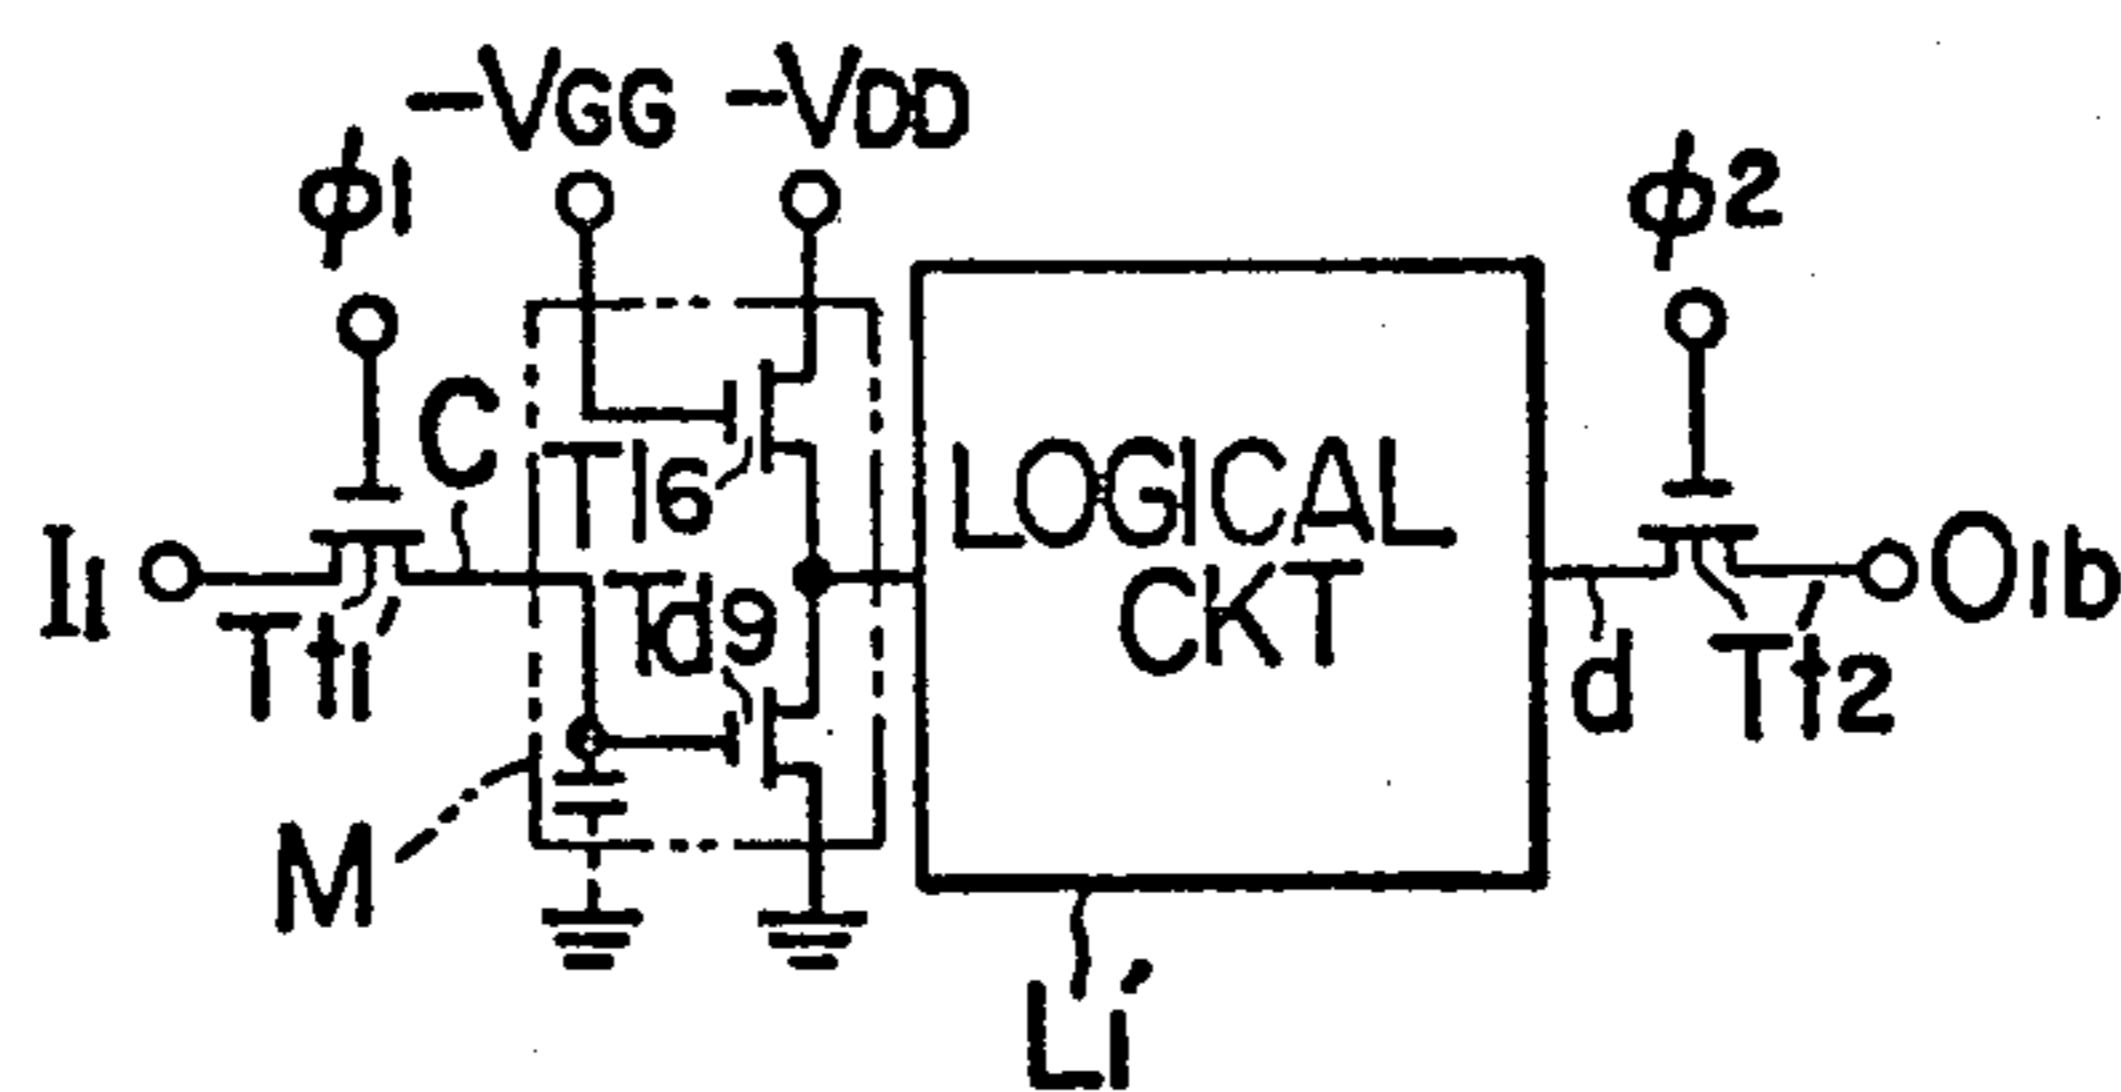 -VGG -VDD
φ1
φ2
C
Tl6
LOGICAL
CKT
I1
Tt1
Td9
d
Tt2
O1b
M
Li'